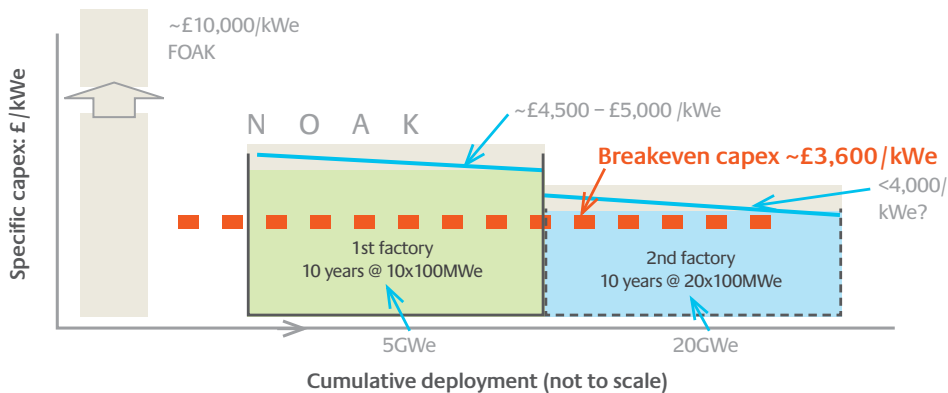 ~£10,000/kWe
FOAK
Specific capex: £/kWe
N O A K
~£4,500 – £5,000 /kWe
Breakeven capex ~£3,600/kWe
<4,000/
kWe?
1st factory
10 years @ 10x100MWe
2nd factory
10 years @ 20x100MWe
5GWe
20GWe
Cumulative deployment (not to scale)